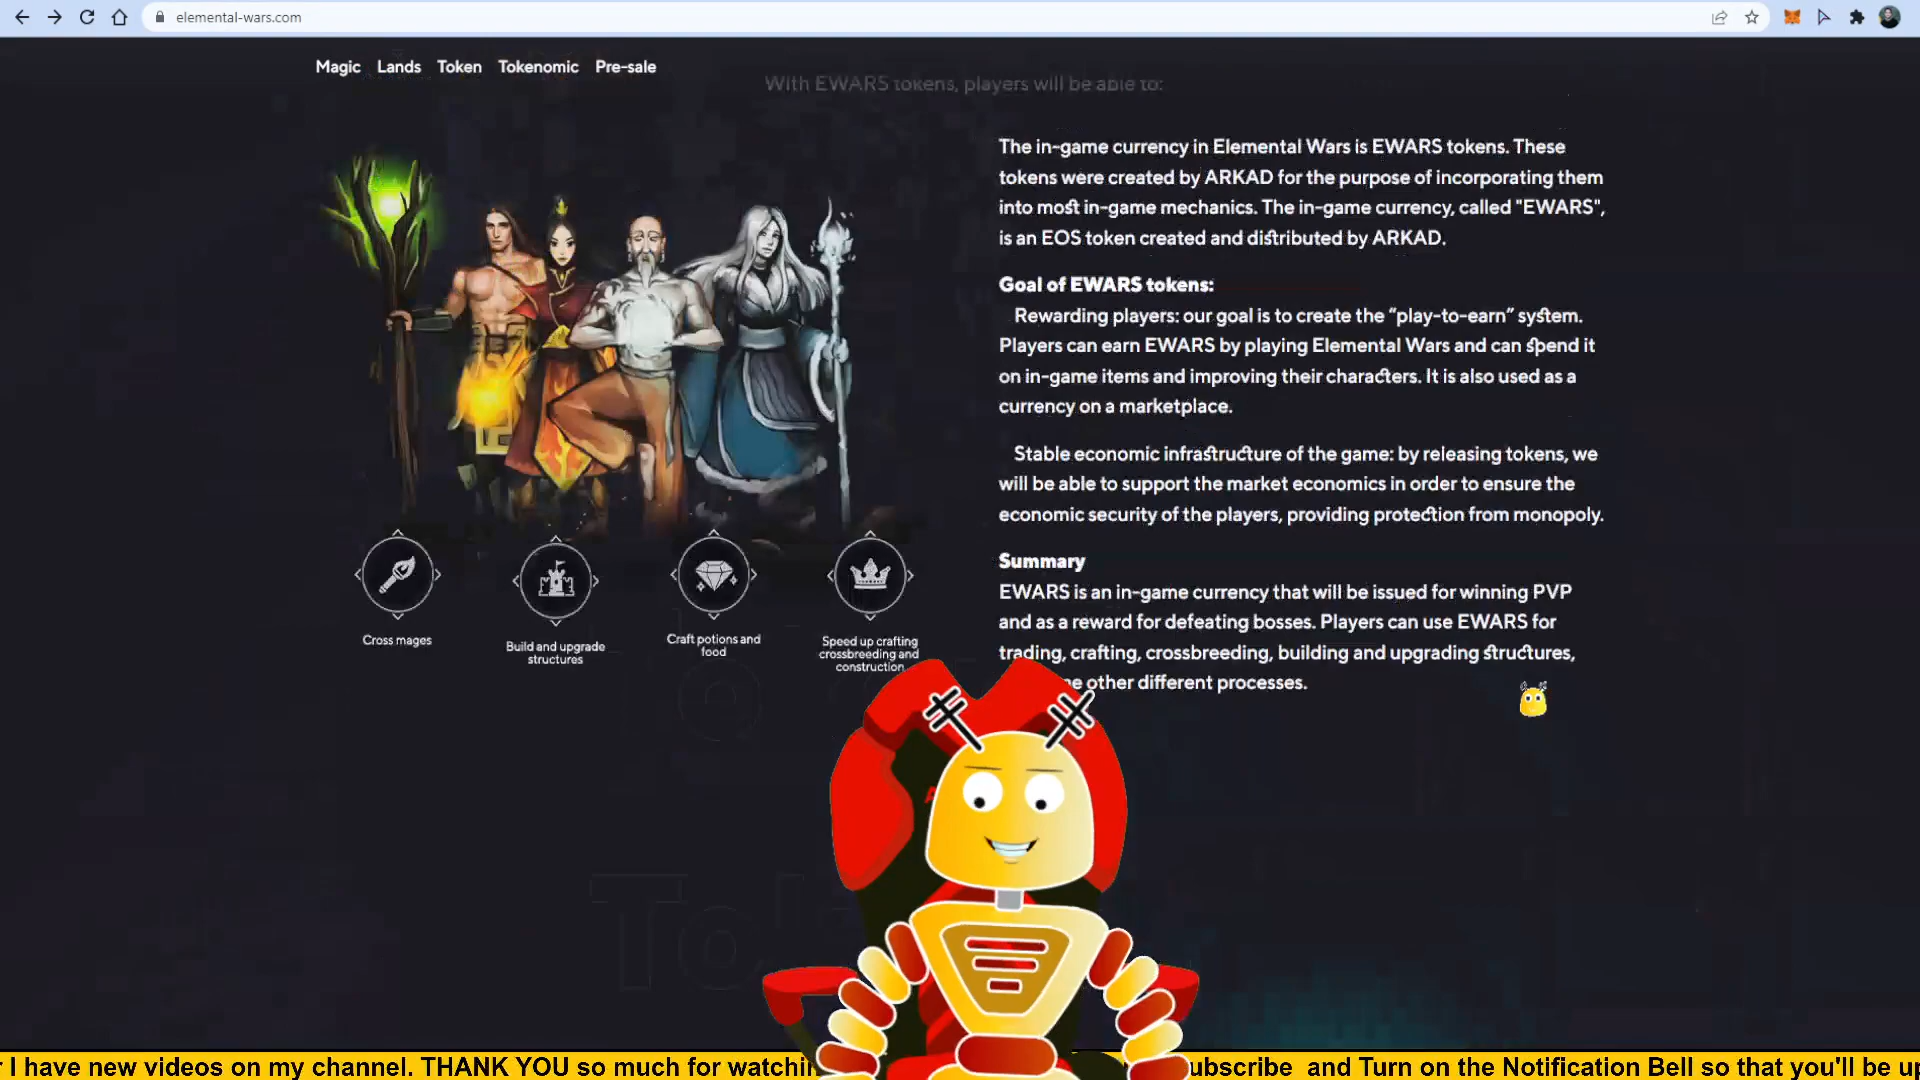 elemental-wars.com
Magic Lands Token Tokenomic Pre-sale
With EWARS tokens, players will be able to:
The in-game currency in Elemental Wars is EWARS tokens. These
tokens were created by ARKAD for the purpose of incorporating them
into most in-game mechanics. The in-game currency, called "EWARS",
is an EOS token created and distributed by ARKAD.
Goal of EWARS tokens:
Rewarding players: our goal is to create the “play-to-earn” system.
Players can earn EWARS by playing Elemental Wars and can spend it
on in-game items and improving their characters. It is also used as a
currency on a marketplace.
Stable economic infrastructure of the game: by releasing tokens, we
will be able to support the market economics in order to ensure the
economic security of the players, providing protection from monopoly.
Summary
EWARS is an in-game currency that will be issued for winning PVP
and as a reward for defeating bosses. Players can use EWARS for
trading, crafting, crossbreeding, building and upgrading structures,
other different processes.
Cross mages
Build and upgrade
structures
Craft potions and
food
Speed up crafting
crossbreeding and
construction
I have new videos on my channel. THANK YOU so much for and Turn on the Notification Bell so that you'll be